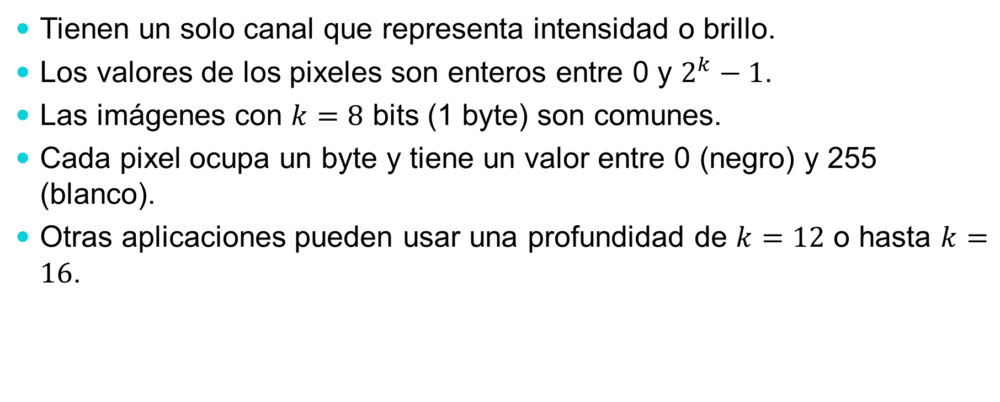 • Tienen un solo canal que representa intensidad o brillo.
• Los valores de los pixeles son enteros entre 0 y 2^k − 1.
• Las imágenes con k = 8 bits (1 byte) son comunes.
• Cada pixel ocupa un byte y tiene un valor entre 0 (negro) y 255
(blanco).
• Otras aplicaciones pueden usar una profundidad de k = 12 o hasta k =
16.